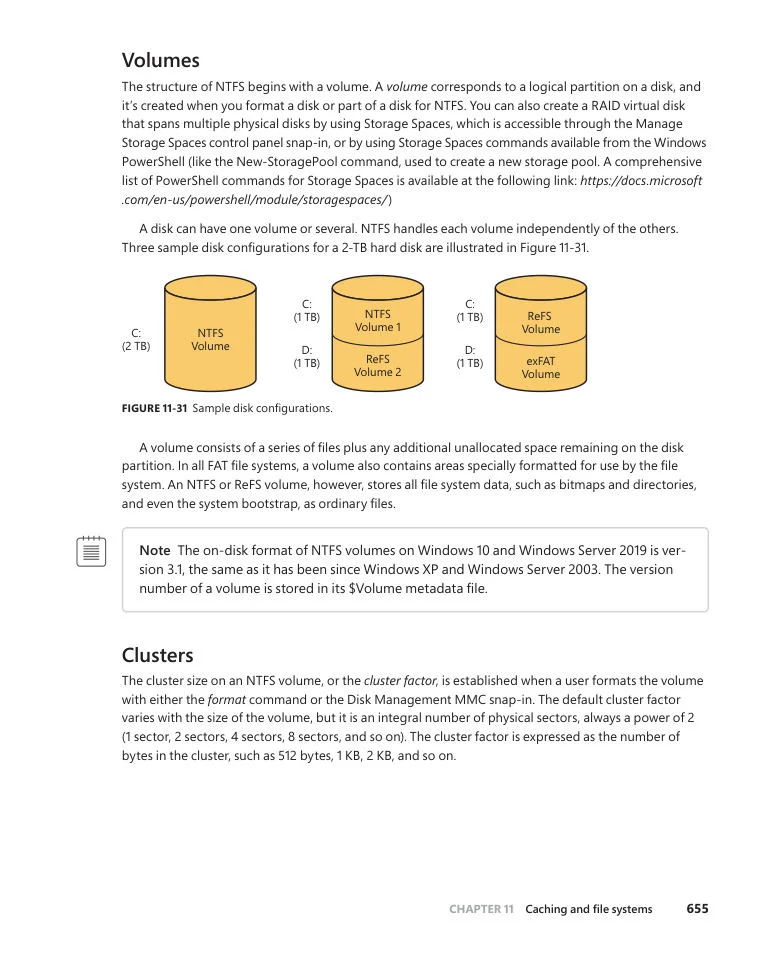 Volumes
The structure of NTFS begins with a volume. A volume corresponds to a logical partition on a disk, and
it’s created when you format a disk or part of a disk for NTFS. You can also create a RAID virtual disk
that spans multiple physical disks by using Storage Spaces, which is accessible through the Manage
Storage Spaces control panel snap-in, or by using Storage Spaces commands available from the Windows
PowerShell (like the New-StoragePool command, used to create a new storage pool. A comprehensive
list of PowerShell commands for Storage Spaces is available at the following link: https://docs.microsoft
.com/en-us/powershell/module/storagespaces/)
A disk can have one volume or several. NTFS handles each volume independently of the others.
Three sample disk configurations for a 2-TB hard disk are illustrated in Figure 11-31.
C:
(2 TB)
NTFS
Volume
C:
(1 TB)
NTFS
Volume 1
D:
(1 TB)
ReFS
Volume 2
C:
(1 TB)
ReFS
Volume
D:
(1 TB)
exFAT
Volume
FIGURE 11-31 Sample disk configurations.
A volume consists of a series of files plus any additional unallocated space remaining on the disk
partition. In all FAT file systems, a volume also contains areas specially formatted for use by the file
system. An NTFS or ReFS volume, however, stores all file system data, such as bitmaps and directories,
and even the system bootstrap, as ordinary files.
Note The on-disk format of NTFS volumes on Windows 10 and Windows Server 2019 is ver-
sion 3.1, the same as it has been since Windows XP and Windows Server 2003. The version
number of a volume is stored in its $Volume metadata file.
Clusters
The cluster size on an NTFS volume, or the cluster factor, is established when a user formats the volume
with either the format command or the Disk Management MMC snap-in. The default cluster factor
varies with the size of the volume, but it is an integral number of physical sectors, always a power of 2
(1 sector, 2 sectors, 4 sectors, 8 sectors, and so on). The cluster factor is expressed as the number of
bytes in the cluster, such as 512 bytes, 1 KB, 2 KB, and so on.
CHAPTER 11 Caching and file systems 655